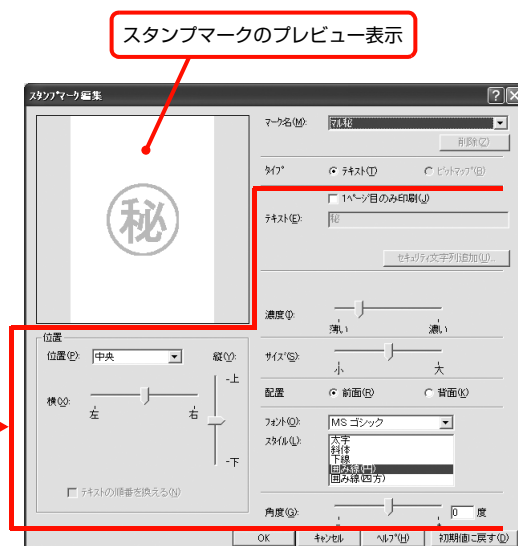 スタンプマークのプレビュー表示
スタンプマーク編集
マーク名(M):
マル秘
削除(Z)
タイプ
テキスト(T)
ビットマップ(B)
1ページ目のみ印刷(J)
テキスト(E):
秘
セキュリティ文字列追加(U)...
秘
濃度(I):
薄い
濃い
位置
位置(P):
中央
縦(Y):
上
横(X):
左
右
下
テキストの順番を換える(N)
サイズ(S):
小
大
配置
前面(R)
背面(K)
フォント(O):
MS ゴシック
スタイル(L):
太字
斜体
下線
囲み線(円)
囲み線(四方)
角度(G):
0
度
OK
キャンセル
ヘルプ(H)
初期値に戻す(D)